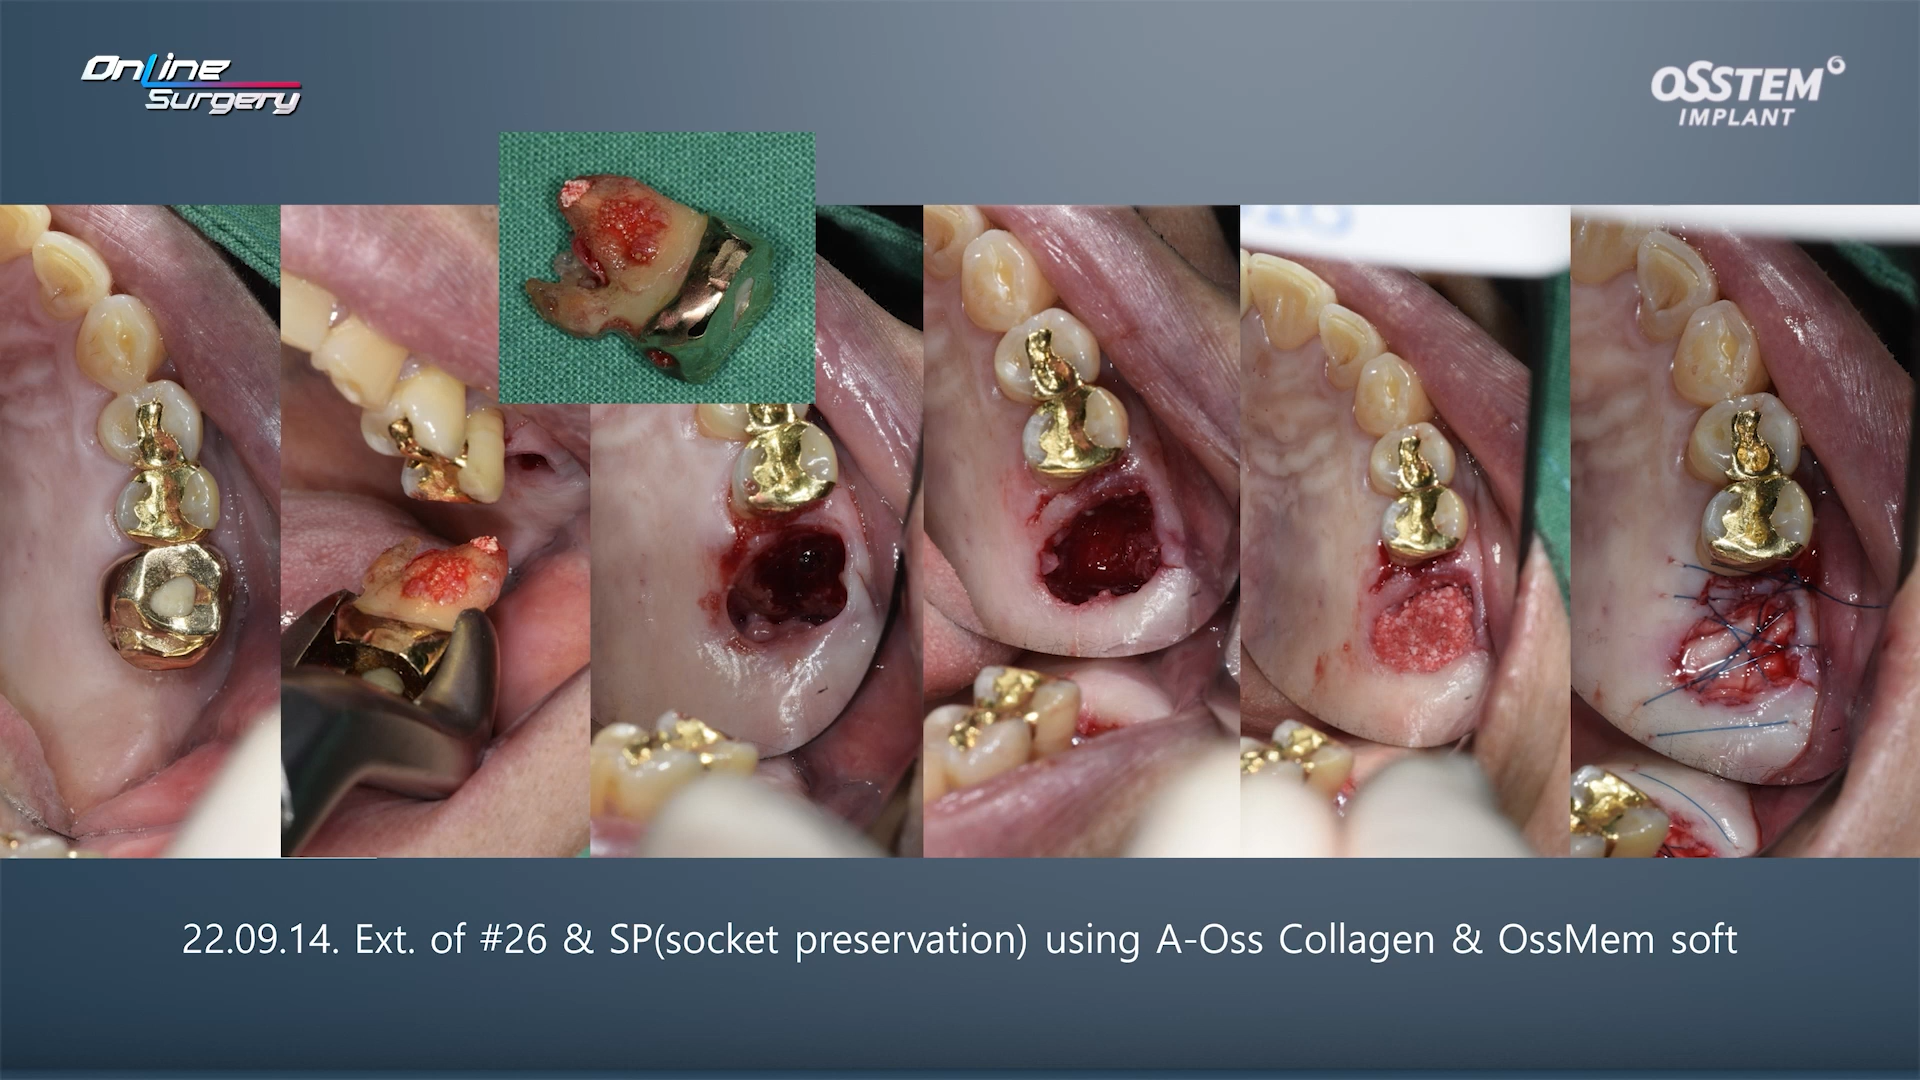 OnLine
Surgery
OSSTEM
IMPLANT
22.09.14. Ext. of #26 & SP(socket preservation) using A-Oss Collagen & OssMem soft